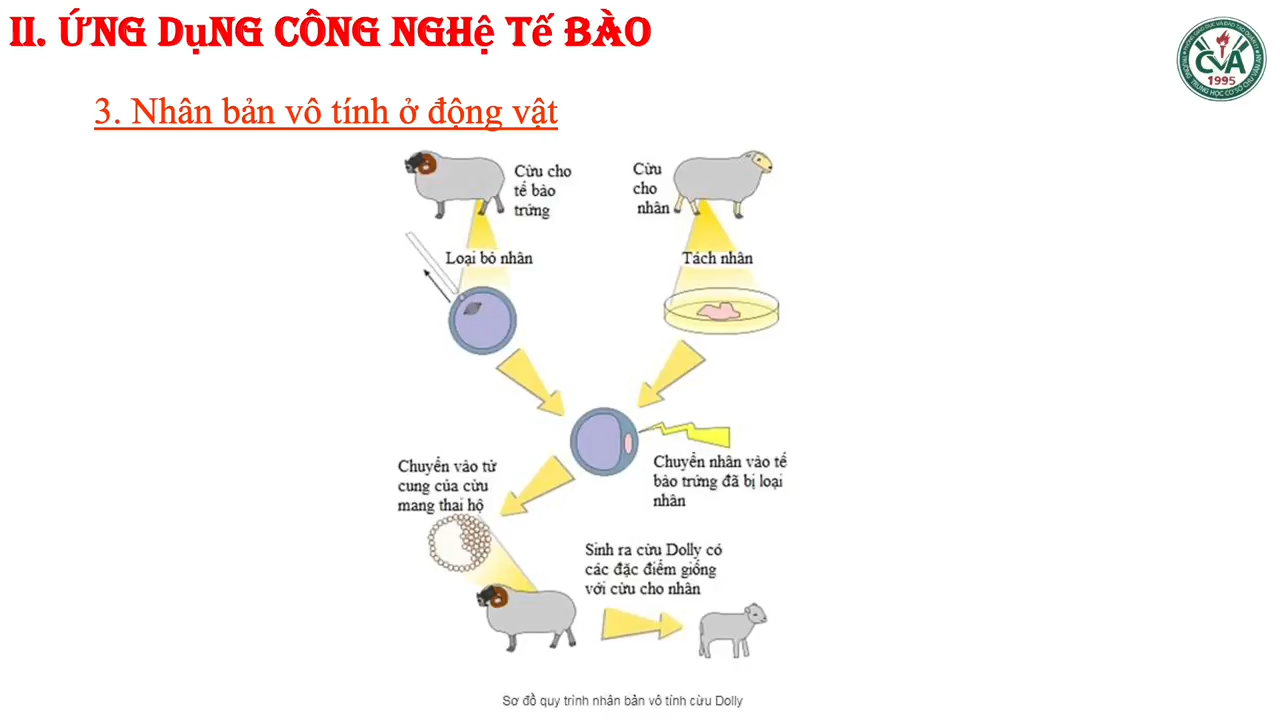 II. ỨNG DỤNG CÔNG NGHỆ TẾ BÀO
CVA
1995
3. Nhân bản vô tính ở động vật
Cừu cho
tế bào
trứng
Cừu
cho
nhân
Loại bỏ nhân
Tách nhân
Chuyển nhân vào tế
bào trứng đã bị loại
nhân
Chuyển vào tử
cung của cừu
mang thai hộ
Sinh ra cừu Dolly có
các đặc điểm giống
với cừu cho nhân
Sơ đồ quy trình nhân bản vô tính cừu Dolly